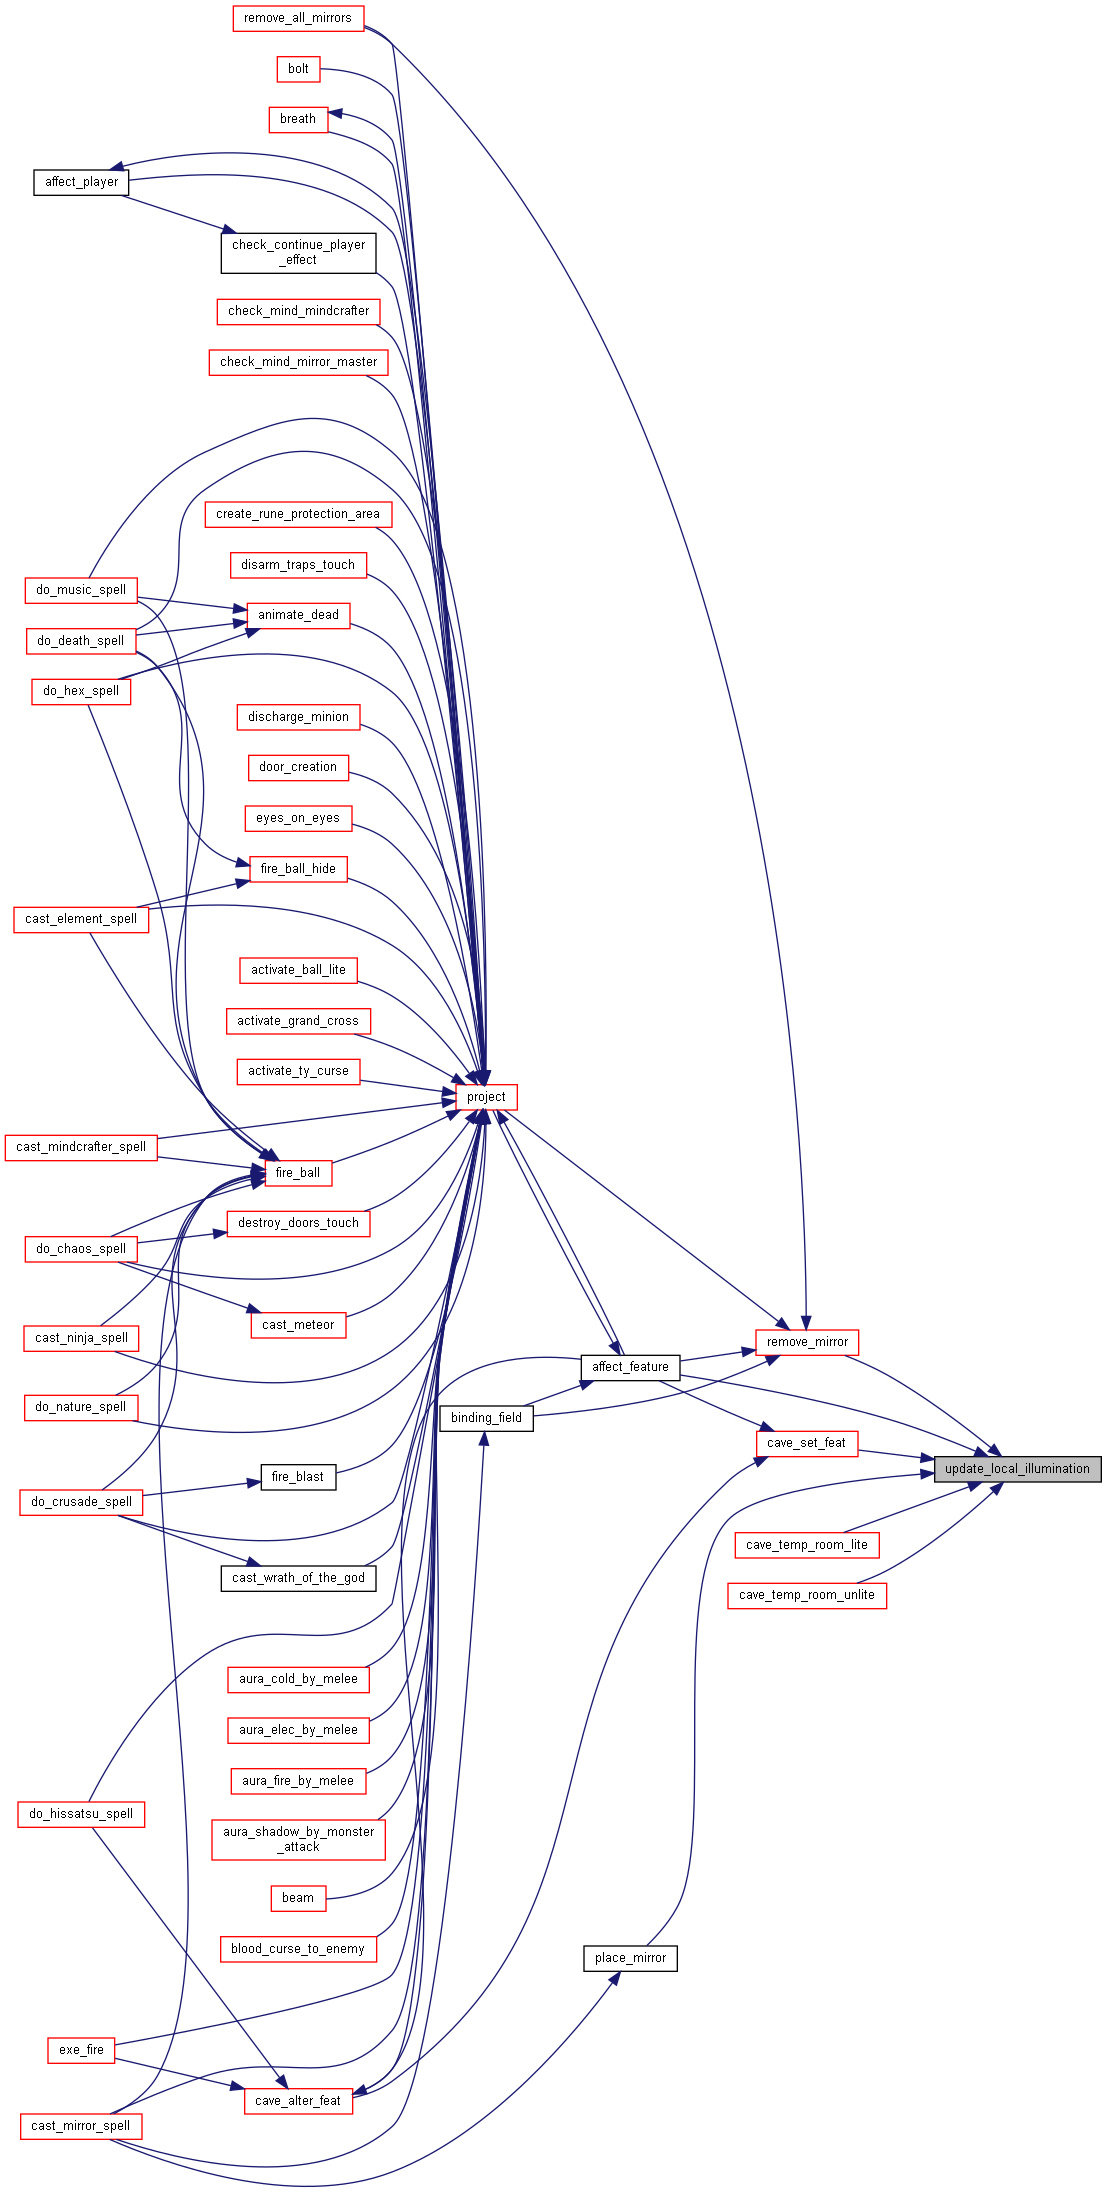 remove_all_mirrors
bolt
breath
affect_player
check_continue_player
_effect
check_mind_mindcrafter
check_mind_mirror_master
create_rune_protection_area
disarm_traps_touch
do_music_spell
animate_dead
do_death_spell
do_hex_spell
discharge_minion
door_creation
eyes_on_eyes
fire_ball_hide
cast_element_spell
activate_ball_lite
activate_grand_cross
activate_ty_curse
project
cast_mindcrafter_spell
fire_ball
destroy_doors_touch
do_chaos_spell
cast_meteor
cast_ninja_spell
remove_mirror
affect_feature
do_nature_spell
binding_field
cave_set_feat
update_local_illumination
fire_blast
do_crusade_spell
cave_temp_room_lite
cast_wrath_of_the_god
cave_temp_room_unlite
aura_cold_by_melee
aura_elec_by_melee
aura_fire_by_melee
do_hissatsu_spell
aura_shadow_by_monster
_attack
beam
blood_curse_to_enemy
place_mirror
exe_fire
cave_alter_feat
cast_mirror_spell